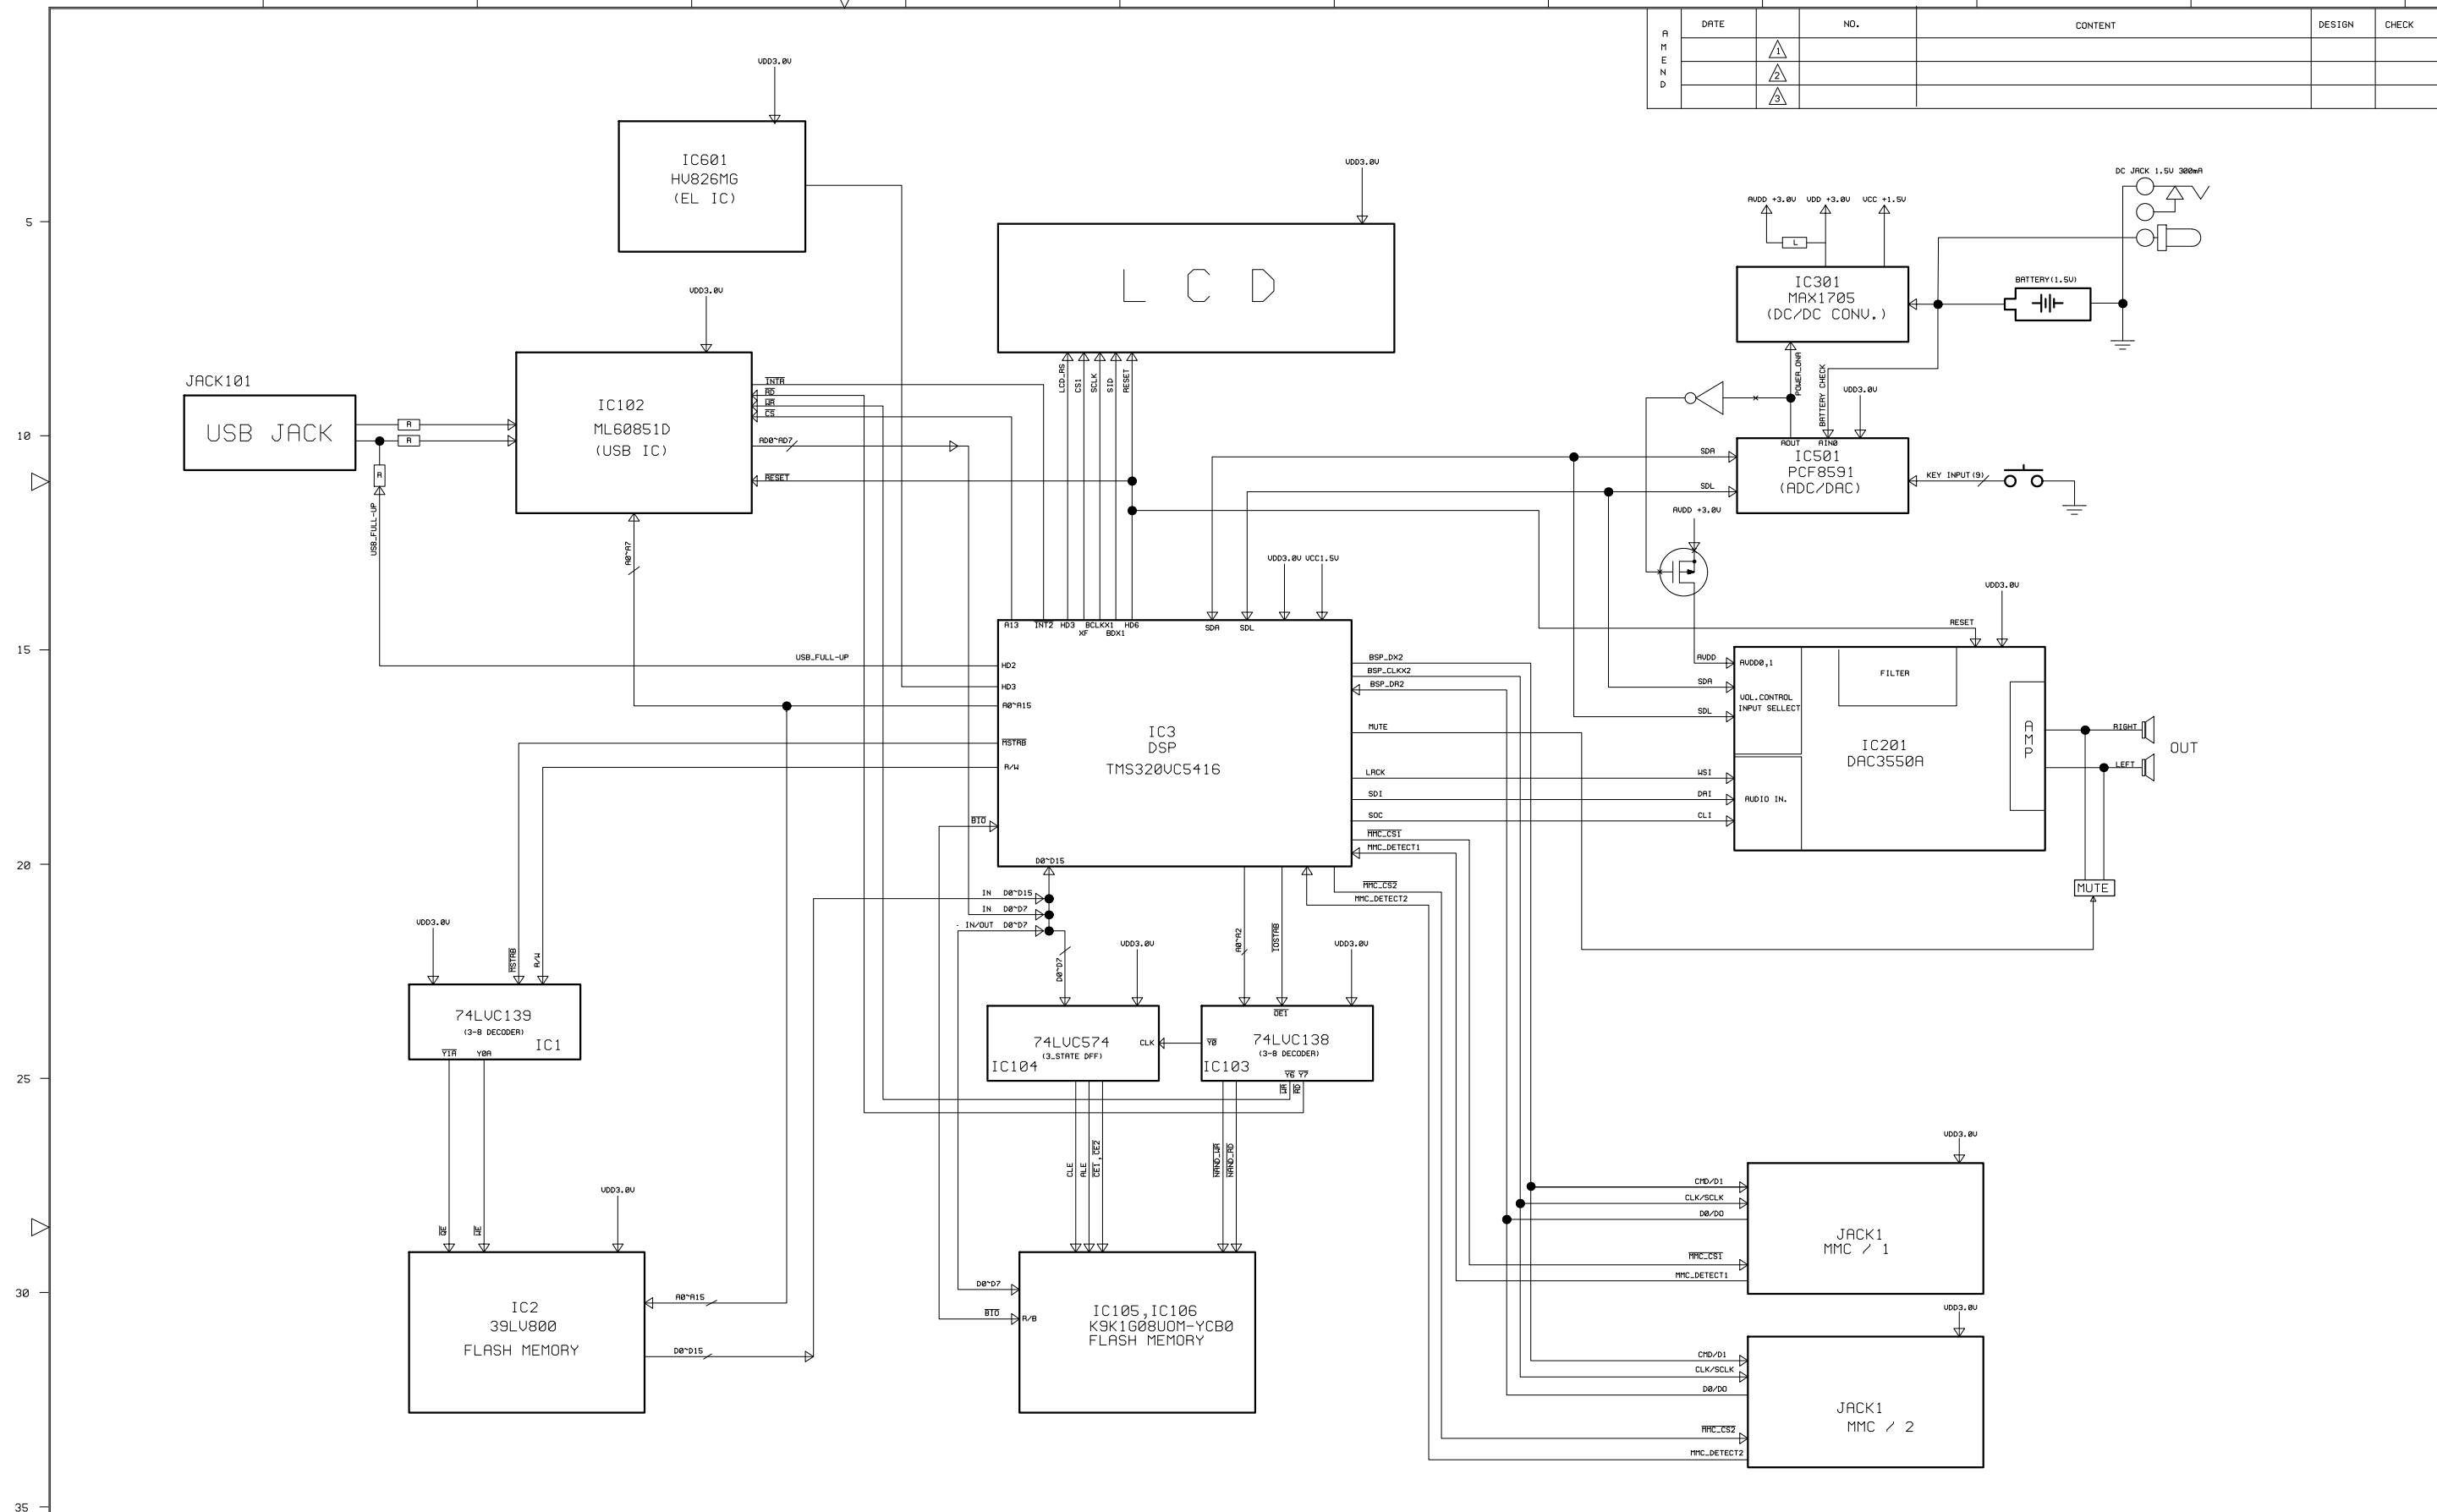 A
M
E
N
D
DATE
NO.
CONTENT
DESIGN
CHECK
1
2
3
5
10
15
20
25
30
35
VDD3.0V
IC601
HV826MG
(EL IC)
VDD3.0V
L C D
LCD_RS
CS1
SCLK
SID
RESET
DC JACK 1.5V 300mA
AVDD +3.0V
VDD +3.0V
VCC +1.5V
L
IC301
MAX1705
(DC/DC CONV.)
BATTERY(1.5V)
POWER_ONA
BATTERY CHECK
VDD3.0V
AOUT
AIN0
IC501
PCF8591
(ADC/DAC)
SDA
SDL
KEY INPUT(9)
AVDD +3.0V
VDD3.0V
JACK101
USB JACK
R
R
R
USB_FULL-UP
IC102
ML60851D
(USB IC)
INTR
RD
WR
CS
AD0~AD7
RESET
A0~A7
VDD3.0V
VCC1.5V
A13
INT2
HD3
XF
BCLKX1
BDX1
HD6
SDA
SDL
USB_FULL-UP
HD2
HD3
A0~A15
MSTRB
R/W
BIO
D0~D15
IC3
DSP
TMS320VC5416
BSP_DX2
BSP_CLKX2
BSP_DR2
MUTE
LRCK
SDI
SOC
MMC_CS1
MMC_DETECT1
MMC_CS2
MMC_DETECT2
VDD3.0V
RESET
AVDD
SDA
SDL
WSI
DAI
CLI
AVDD0,1
VOL.CONTROL
INPUT SELLECT
AUDIO IN.
FILTER
IC201
DAC3550A
AMP
RIGHT
LEFT
OUT
MUTE
IN D0~D15
IN D0~D7
IN/OUT D0~D7
D0~D7
VDD3.0V
A0~A2
IOSTRB
VDD3.0V
VDD3.0V
MSTRB
R/W
74LVC139
(3-8 DECODER)
IC1
Y1A
Y0A
OE
WE
74LVC574
(3_STATE DFF)
IC104
CLK
OE1
Y0
74LVC138
(3-8 DECODER)
IC103
Y6 Y7
WR
RD
CLE
ALE
CE1,CE2
NAND_WR
NAND_RD
VDD3.0V
IC2
39LV800
FLASH MEMORY
A0~A15
D0~D15
D0~D7
BIO
R/B
IC105,IC106
K9K1G08UOM-YCB0
FLASH MEMORY
VDD3.0V
CMD/D1
CLK/SCLK
D0/DO
MMC_CS1
MMC_DETECT1
JACK1
MMC / 1
VDD3.0V
CMD/D1
CLK/SCLK
D0/DO
MMC_CS2
MMC_DETECT2
JACK1
MMC / 2